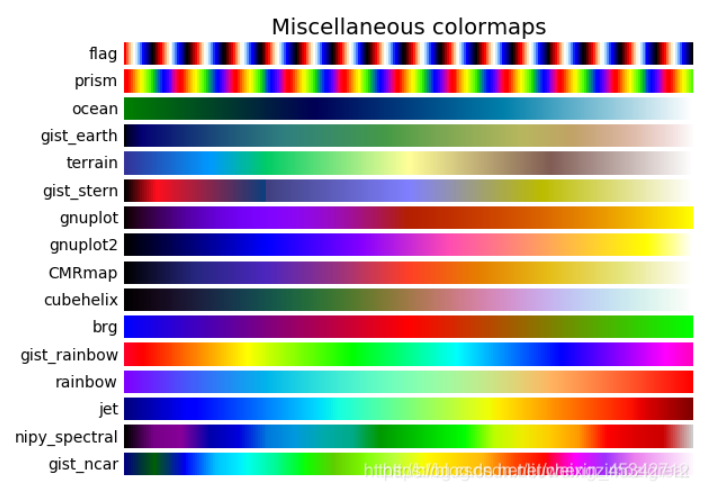 Miscellaneous colormaps
flag
prism
ocean
gist_earth
terrain
gist_stern
gnuplot
gnuplot2
CMRmap
cubehelix
brg
gist_rainbow
rainbow
jet
nipy_spectral
gist_ncar